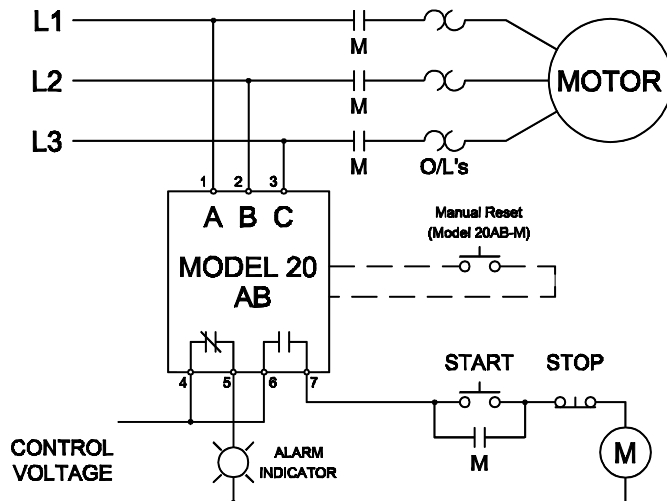 L1
M
L2
M
MOTOR
L3
M
O/L's
1 2 3
A B C
MODEL 20
AB
Manual Reset
(Model 20AB-M)
4 5 6 7
START STOP
M
M
CONTROL
VOLTAGE
ALARM
INDICATOR